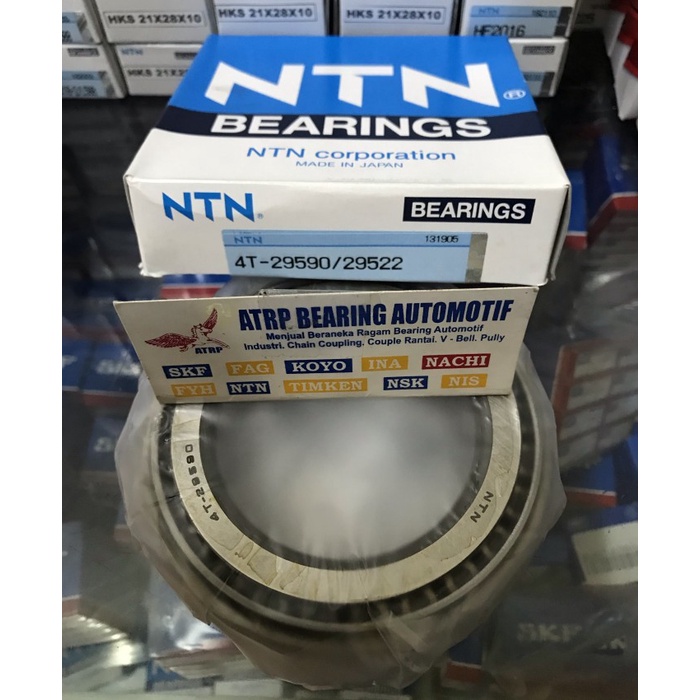 HKS 21X28X10
HKS 21X28X10
NTN
HF2016
HKS 21X28X10
HKS 21X28X10
NTN®
BEARINGS
NTN corporation
MADE IN JAPAN
NTN®
BEARINGS
NTN 131905
4T-29590/29522
ATRP BEARING AUTOMOTIF
Menjual Beraneka Ragam Bearing Automotif
Industri. Chain Coupling. Couple Rantai. V - Bell. Pully
ATRP
SKF FAG KOYO INA NACHI
FYH NTN TIMKEN NSK NIS
4T-29590
NTN
SKF